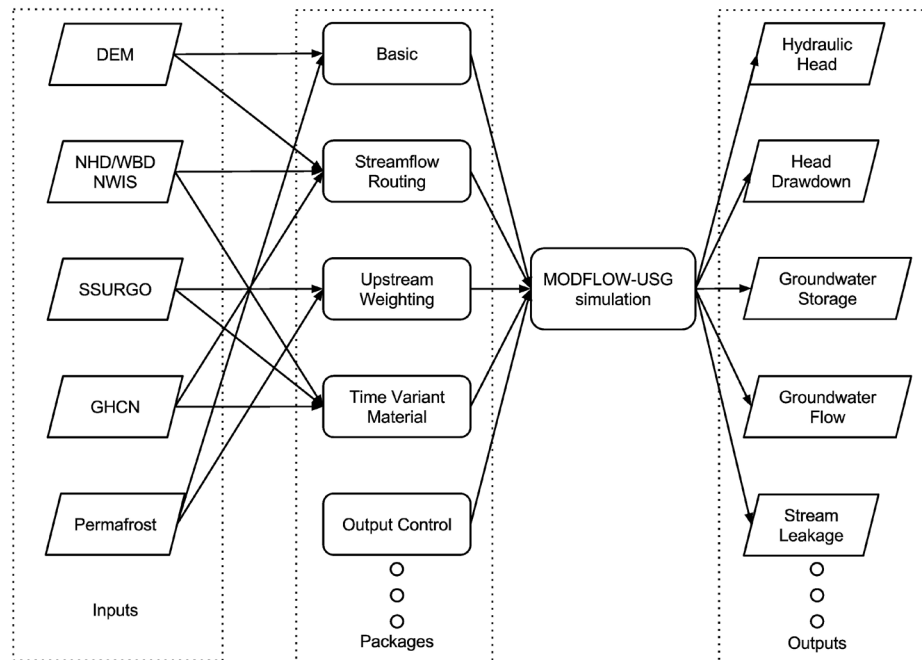 DEM
NHD/WBD
NWIS
SSURGO
GHCN
Permafrost
Inputs
Basic
Streamflow
Routing
Upstream
Weighting
Time Variant
Material
Output Control
Packages
MODFLOW-USG
simulation
Hydraulic
Head
Head
Drawdown
Groundwater
Storage
Groundwater
Flow
Stream
Leakage
Outputs